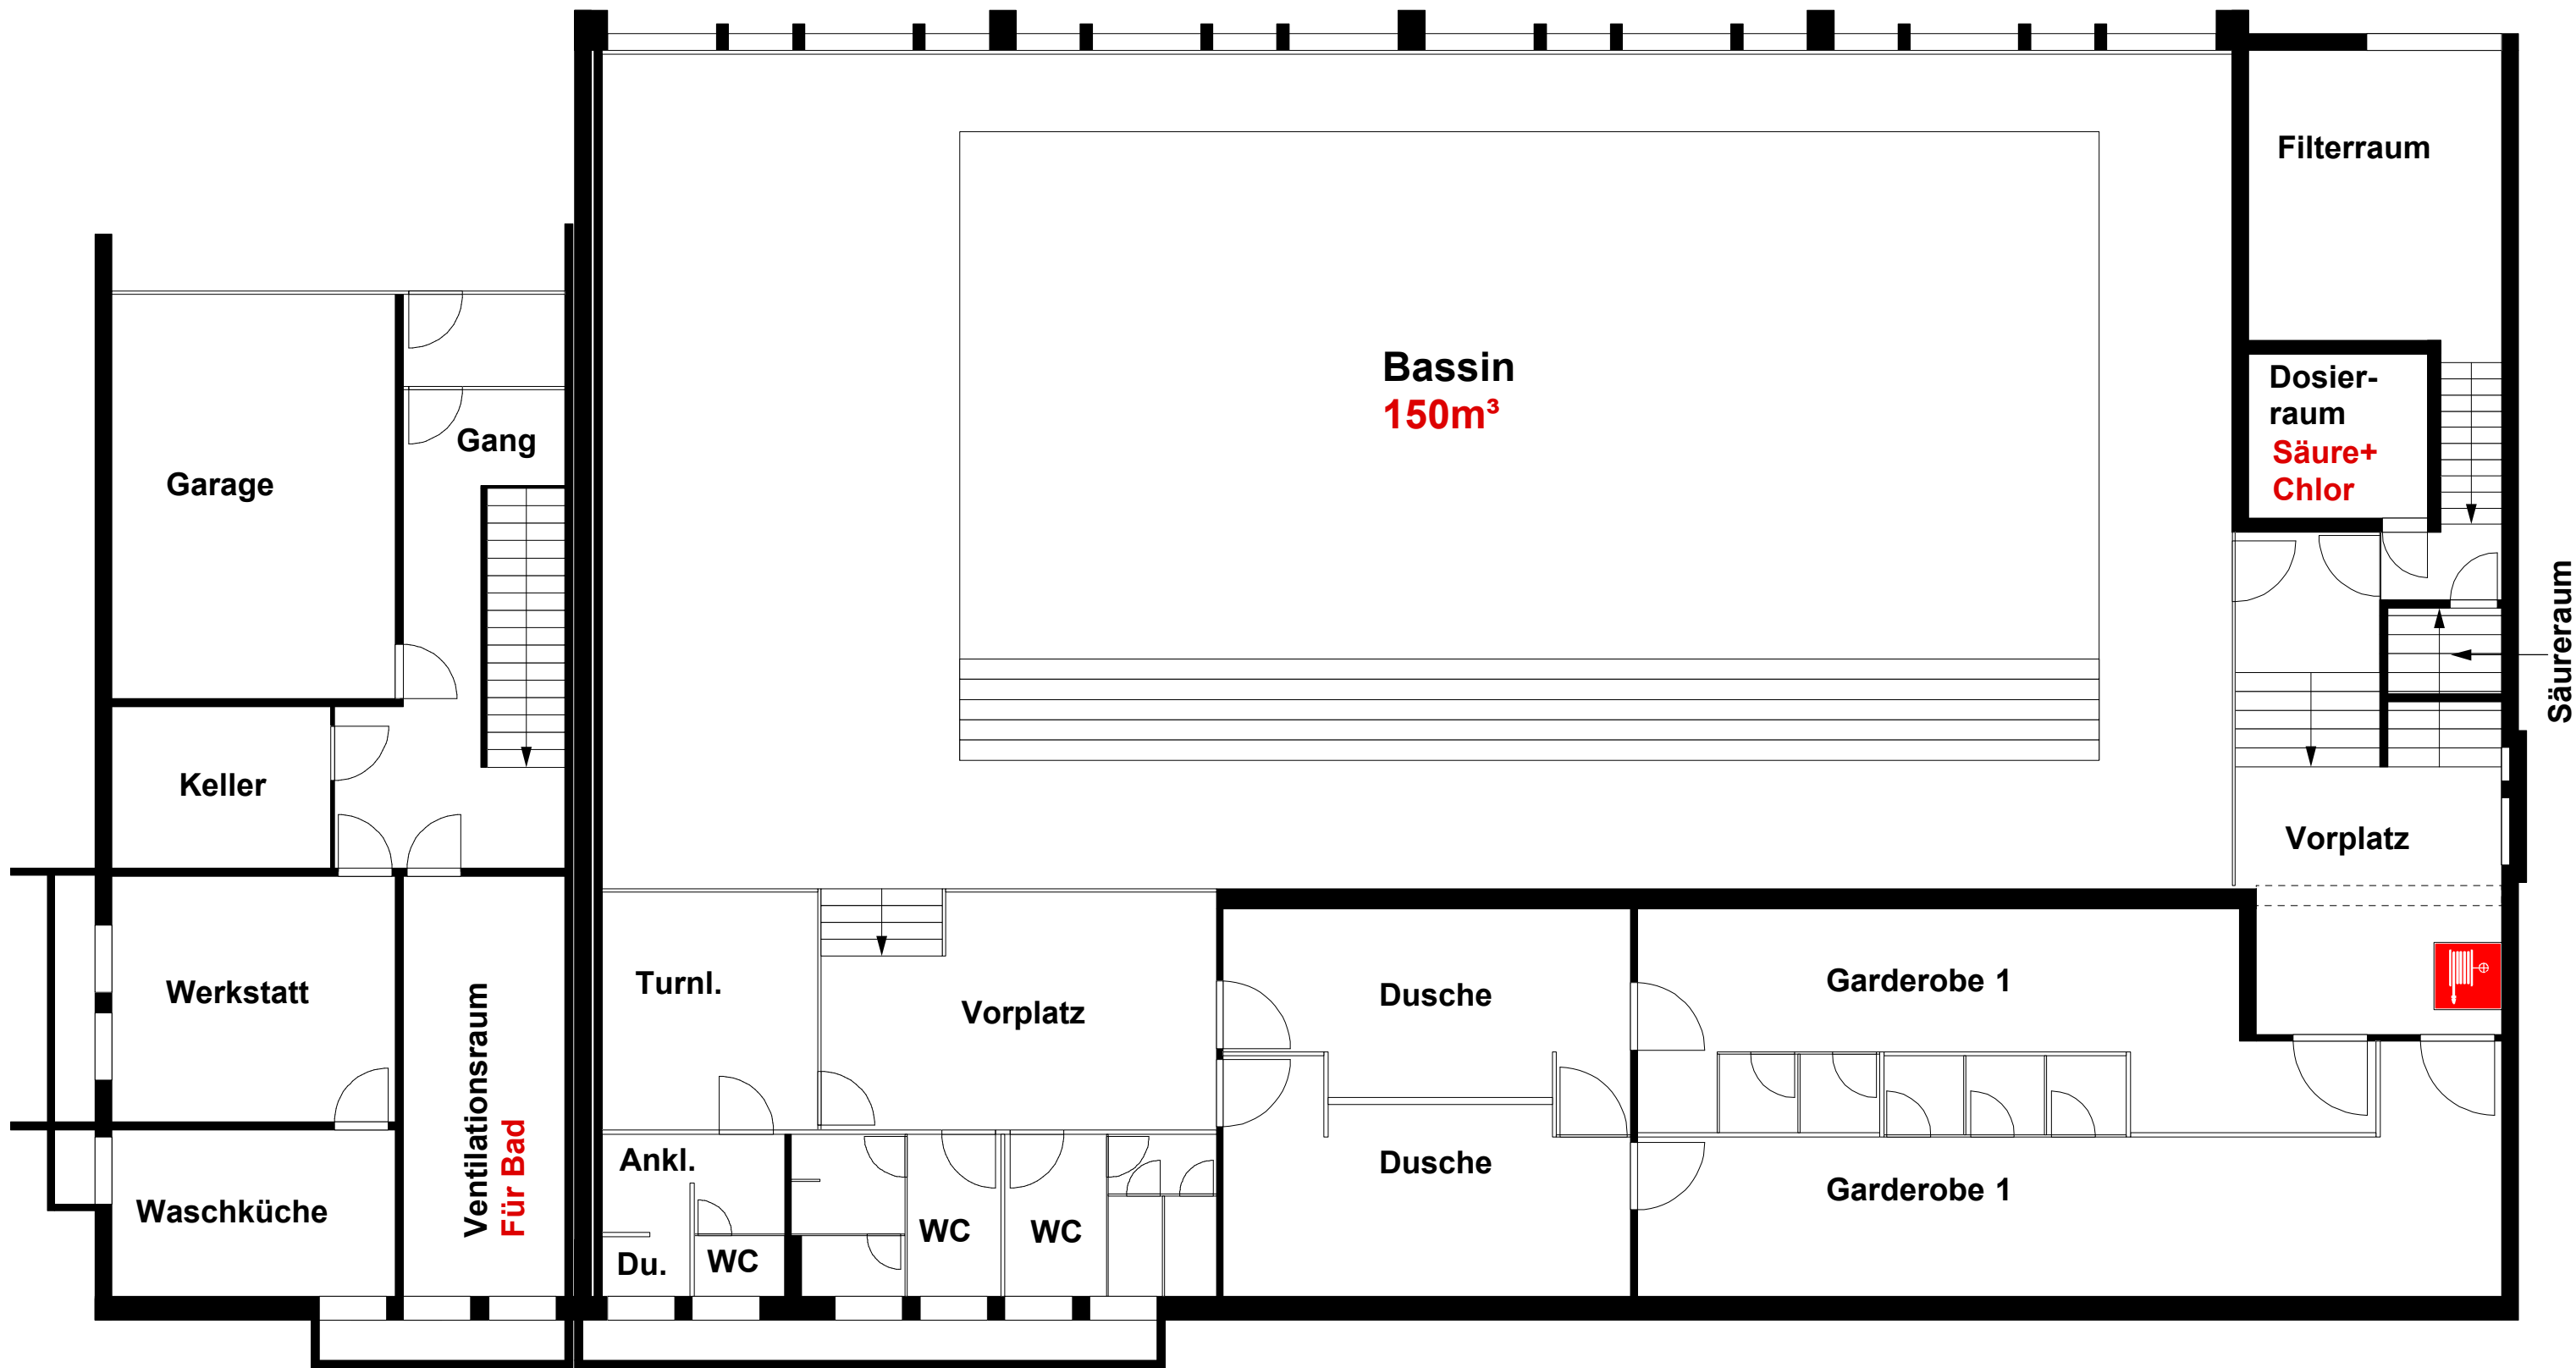 Filterraum
Bassin
150m³
Dosier-
raum
Säure+
Chlor
Gang
Garage
Säureraum
Keller
Vorplatz
Werkstatt
Turnl.
Vorplatz
Dusche
Garderobe 1
Ventilationsraum
Für Bad
Ankl.
Dusche
Garderobe 1
Waschküche
WC
WC
Du.
WC